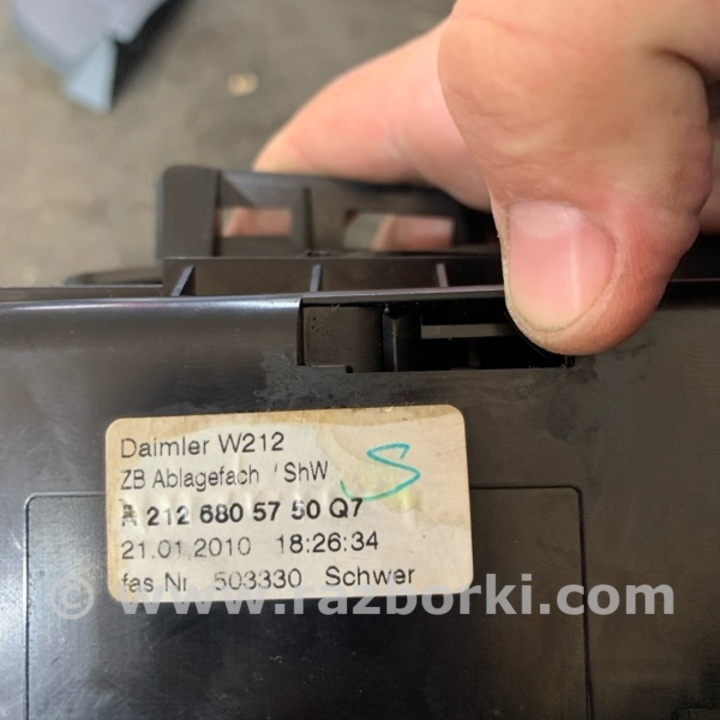 Daimler W212
ZB Ablagefach / ShW
S
A 212 680 57 50 Q7
21.01.2010 18:26:34
fas Nr. 503330 Schwer
© www.razborki.com